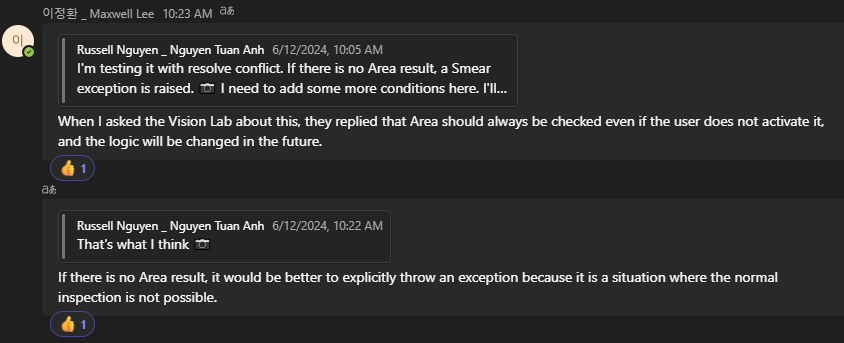 이정환 _ Maxwell Lee 10:23 AM
이
Russell Nguyen _ Nguyen Tuan Anh 6/12/2024, 10:05 AM
I'm testing it with resolve conflict. If there is no Area result, a Smear
exception is raised. 📷 I need to add some more conditions here. I'll...
When I asked the Vision Lab about this, they replied that Area should always be checked even if the user does not activate it,
and the logic will be changed in the future.
👍 1
Russell Nguyen _ Nguyen Tuan Anh 6/12/2024, 10:22 AM
That's what I think 📷
If there is no Area result, it would be better to explicitly throw an exception because it is a situation where the normal
inspection is not possible.
👍 1